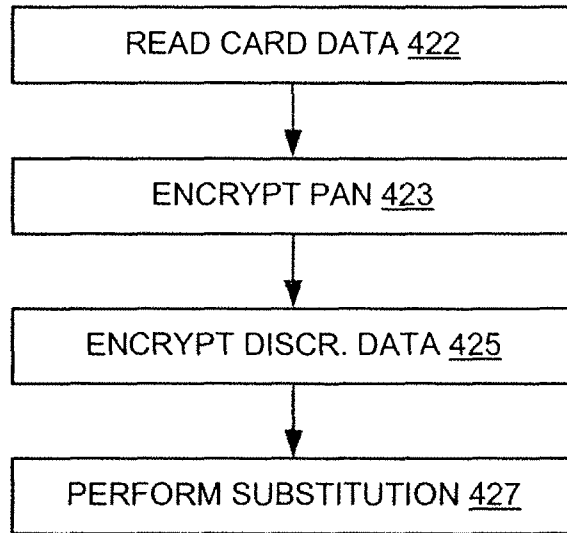 READ CARD DATA 422
ENCRYPT PAN 423
ENCRYPT DISCR. DATA 425
PERFORM SUBSTITUTION 427